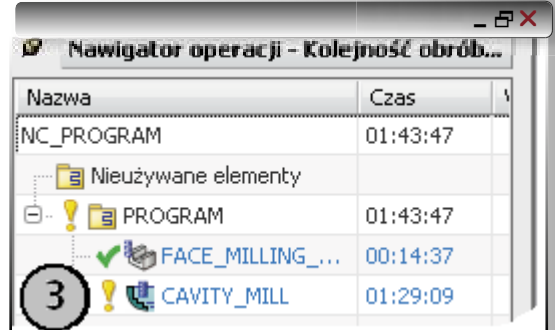 Nawigator operacji - Kolejność obrób...
Nazwa Czas
NC_PROGRAM 01:43:47
Nieużywane elementy
PROGRAM 01:43:47
FACE_MILLING_... 00:14:37
3 CAVITY_MILL 01:29:09